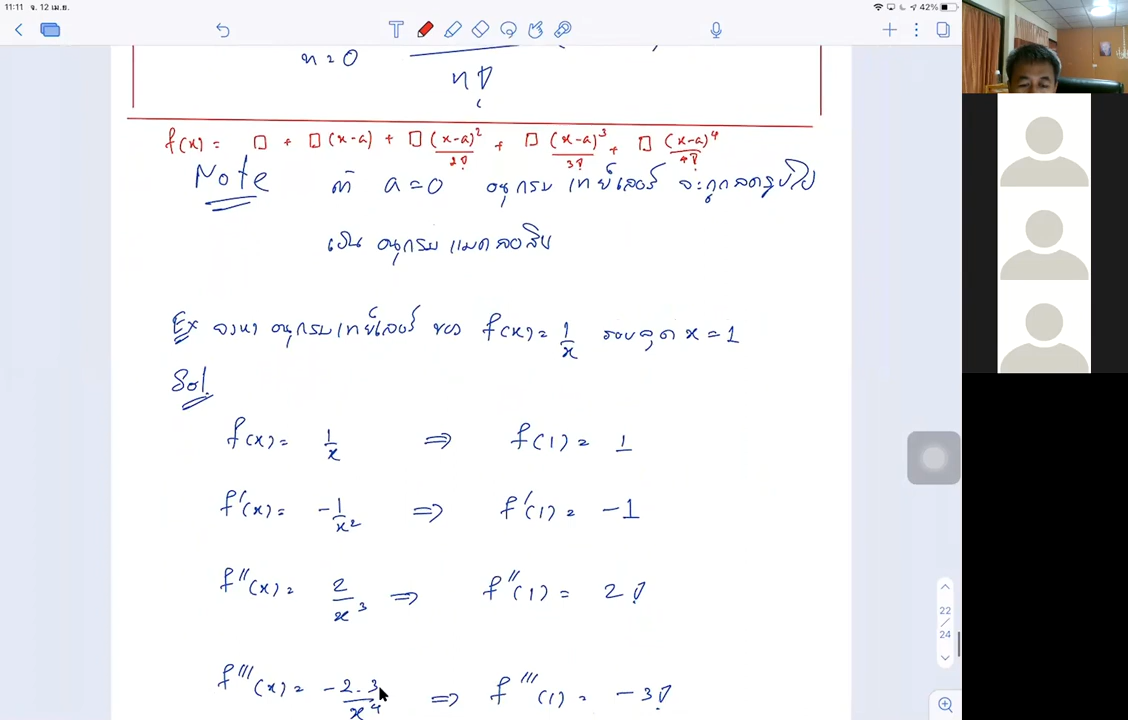 11:11 จ. 12 เม.ย.
42%
n = 0
n!
f(x) = □ + □(x-a) + □(x-a)²/2! + □(x-a)³/3! + □(x-a)⁴/4!
Note ถ้า a = 0 อนุกรม เทย์เลอร์ จะถูกลดรูปไป
เป็น อนุกรม แมคลอริน
Ex จงหา อนุกรมเทย์เลอร์ ของ f(x) = 1/x รอบจุด x = 1
Sol.
f(x) = 1/x ⇒ f(1) = 1
f'(x) = -1/x² ⇒ f'(1) = -1
f''(x) = 2/x³ ⇒ f''(1) = 2!
f'''(x) = -2·3/x⁴ ⇒ f'''(1) = -3!
22
/
24